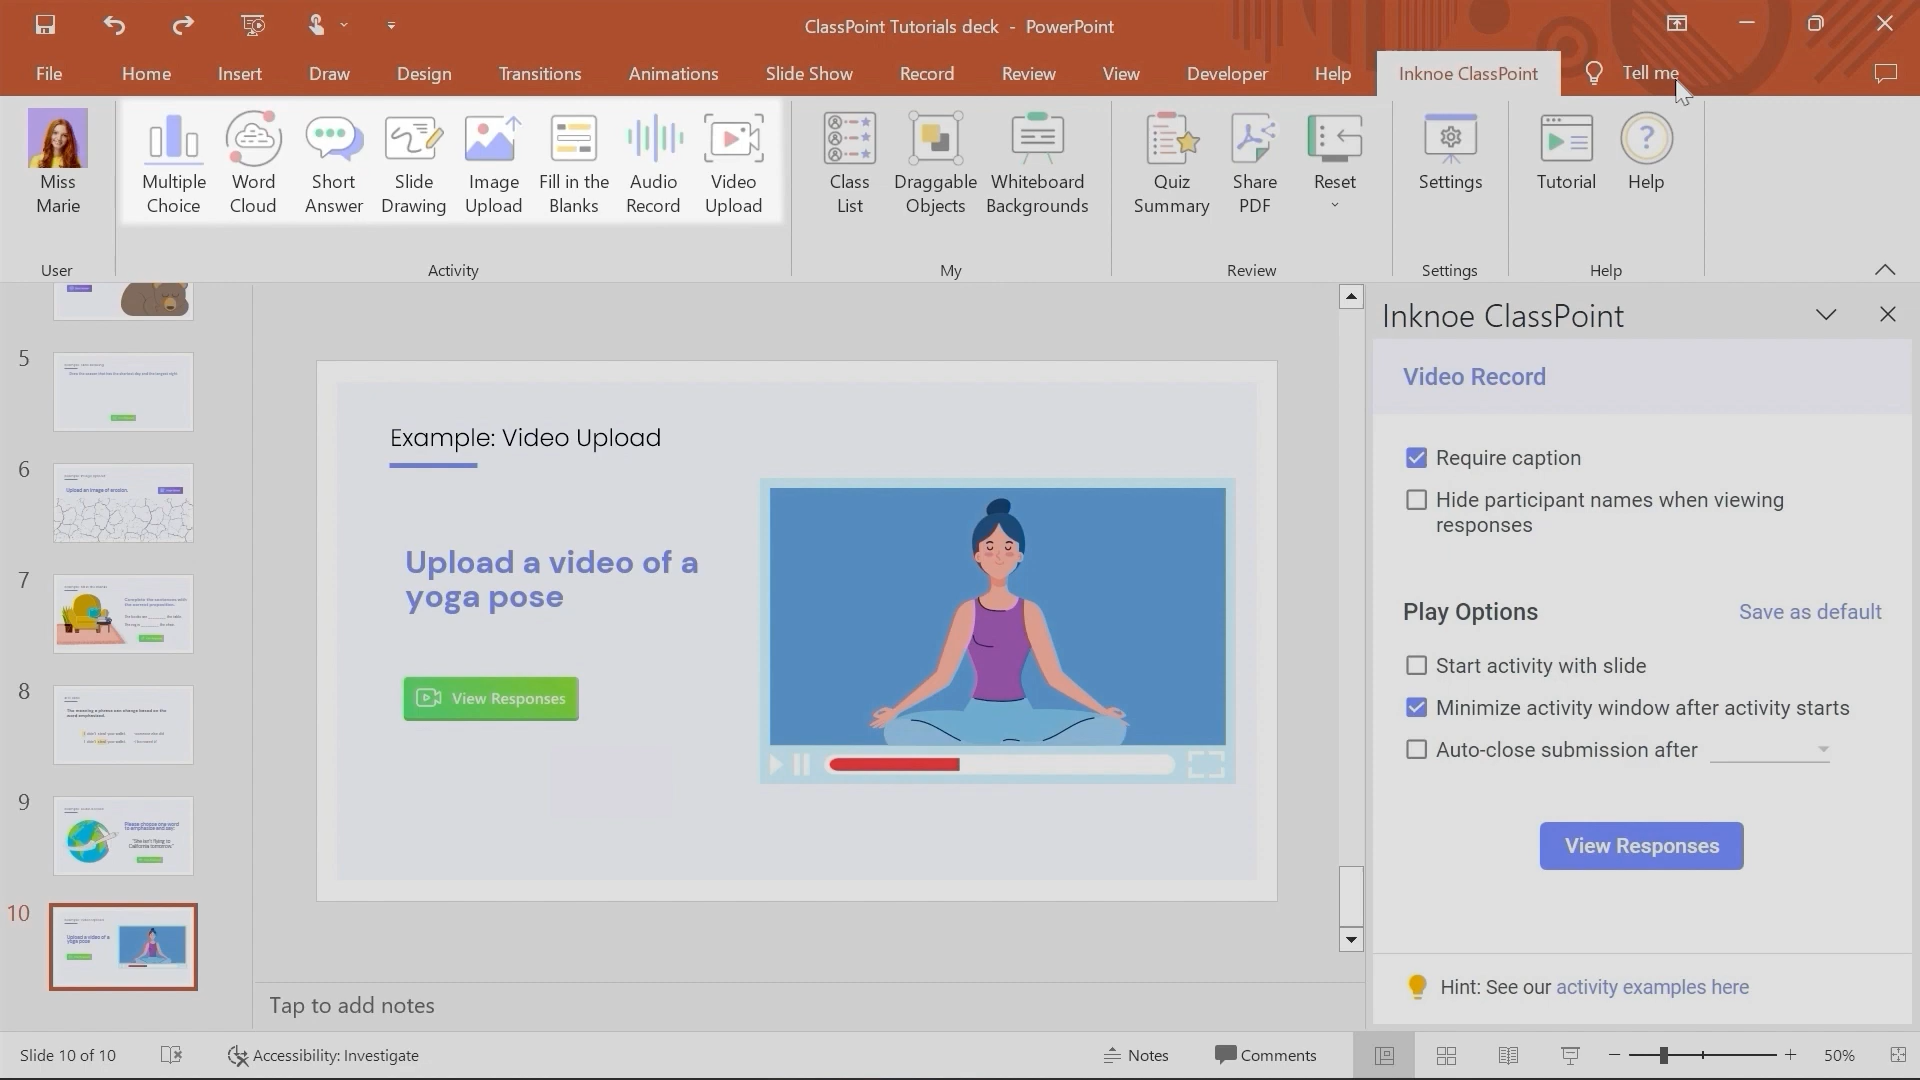 ClassPoint Tutorials deck - PowerPoint
File Home Insert Draw Design Transitions Animations Slide Show Record Review View Developer Help Inknoe ClassPoint Tell me
Miss Marie
Multiple Choice
Word Cloud
Short Answer
Slide Drawing
Image Upload
Fill in the Blanks
Audio Record
Video Upload
Class List
Draggable Objects
Whiteboard Backgrounds
Quiz Summary
Share PDF
Reset
Settings
Tutorial
Help
User
Activity
My
Review
Settings
Help
5
6
Upload an image of erosion.
7
8
9
10
Example: Video Upload
Upload a video of a
yoga pose
View Responses
Tap to add notes
Inknoe ClassPoint
Video Record
Require caption
Hide participant names when viewing
responses
Play Options
Save as default
Start activity with slide
Minimize activity window after activity starts
Auto-close submission after
View Responses
Hint: See our activity examples here
Slide 10 of 10
Accessibility: Investigate
Notes
Comments
50%